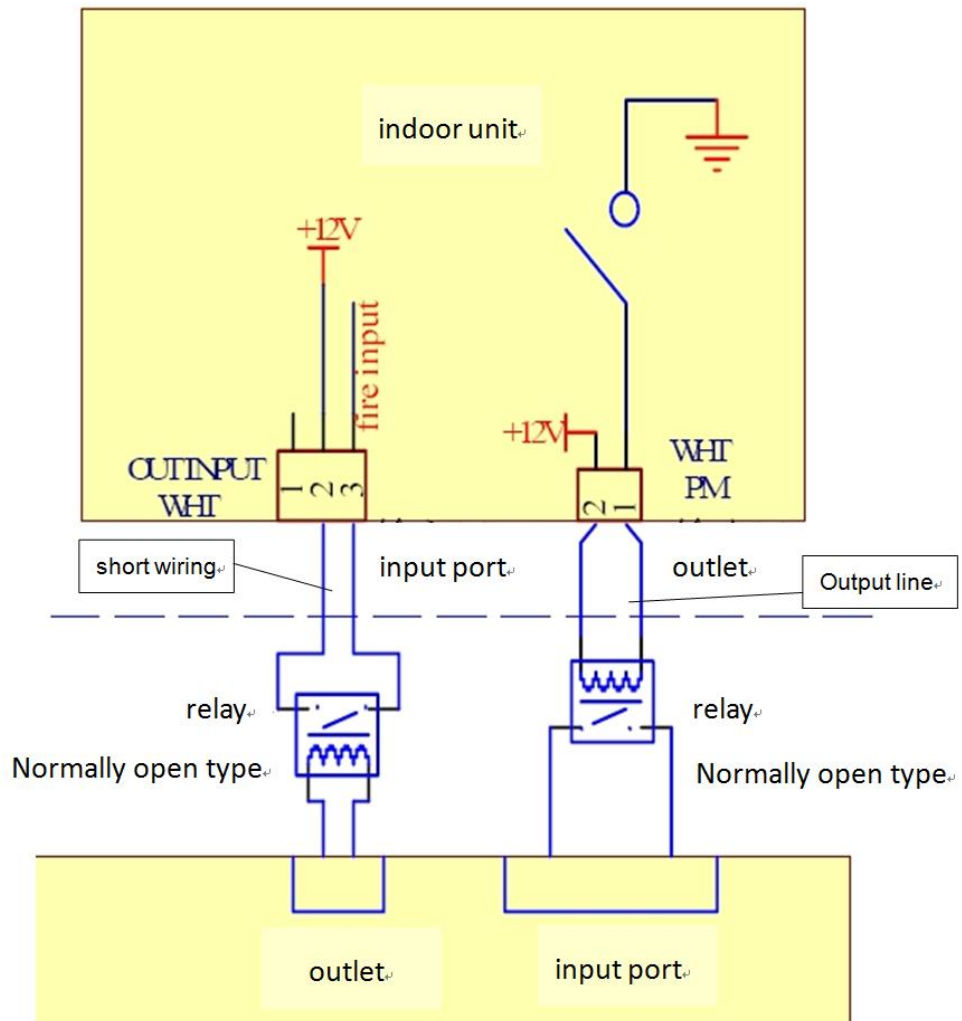 indoor unit
+12V
fire input
+12V
OUTINPUT
WHT
1
2
3
2
1
WHT
PM
short wiring
input port
outlet
Output line
relay
relay
Normally open type
Normally open type
outlet
input port